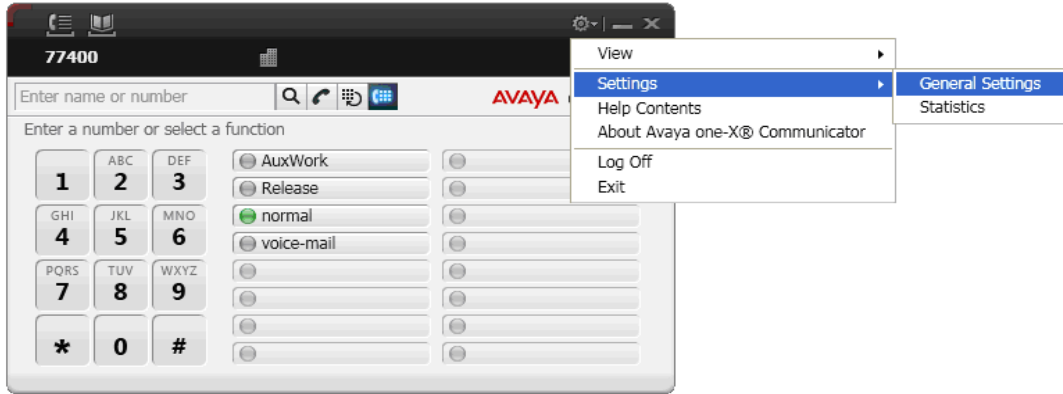 77400
View
Settings
General Settings
Enter name or number
AVAYA
Help Contents
Statistics
About Avaya one-X® Communicator
Enter a number or select a function
Log Off
Exit
1
ABC
2
DEF
3
AuxWork
Release
GHI
4
JKL
5
MNO
6
normal
voice-mail
PQRS
7
TUV
8
WXYZ
9
*
0
#